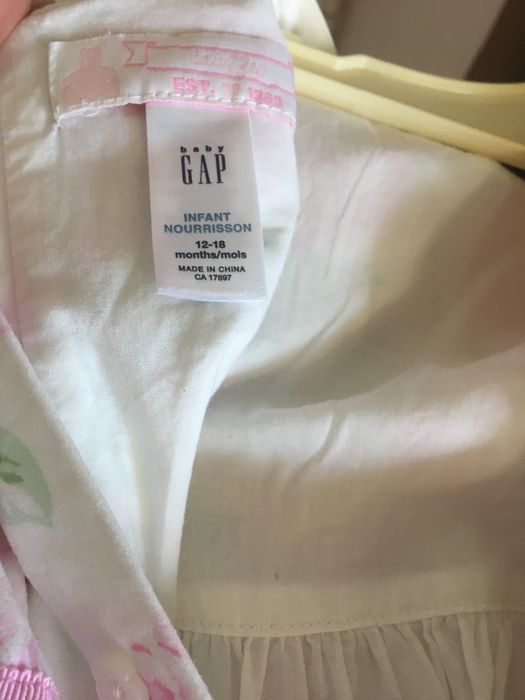 EST. 1969
baby
GAP
INFANT
NOURRISSON
12-18
months/mois
MADE IN CHINA
CA 17897